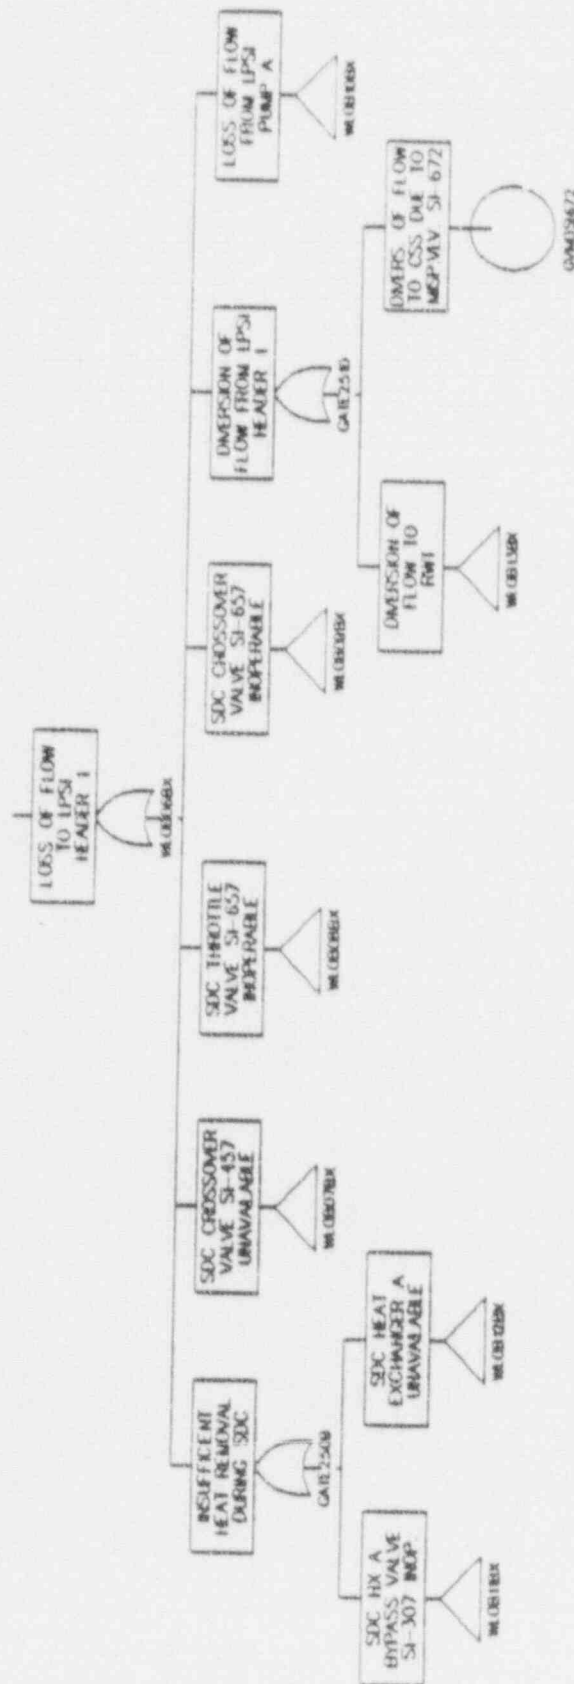 LOSS OF FLOW
TO LPSI
HEADER 1
INSUFFICIENT
HEAT REMOVAL
DURING SDC
GATE2508
SDC CROSSOVER
VALVE SI-457
UNAVAILABLE
SDC THROTTLE
VALVE SI-657
INOPERABLE
SDC CROSSOVER
VALVE SI-657
INOPERABLE
DIVERSION OF
FLOW FROM LPSI
HEADER 1
GATE2510
LOSS OF FLOW
FROM LPSI
PUMP A
SDC HX A
BYPASS VALVE
SI-307 INOP.
SDC HEAT
EXCHANGER A
UNAVAILABLE
DIVERSION OF
FLOW TO
RWT
DIVERS. OF FLOW
TO CSS DUE TO
MSP.VLV. SI-672